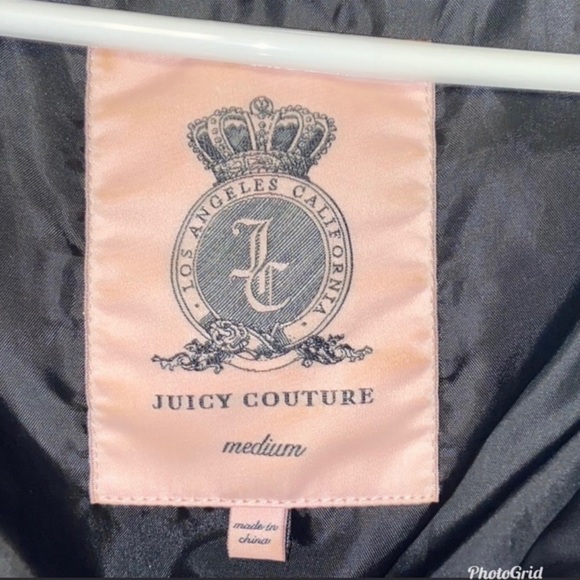 · LOS ANGELES CALIFORNIA ·
JC
JUICY COUTURE
medium
made in
china
PhotoGrid